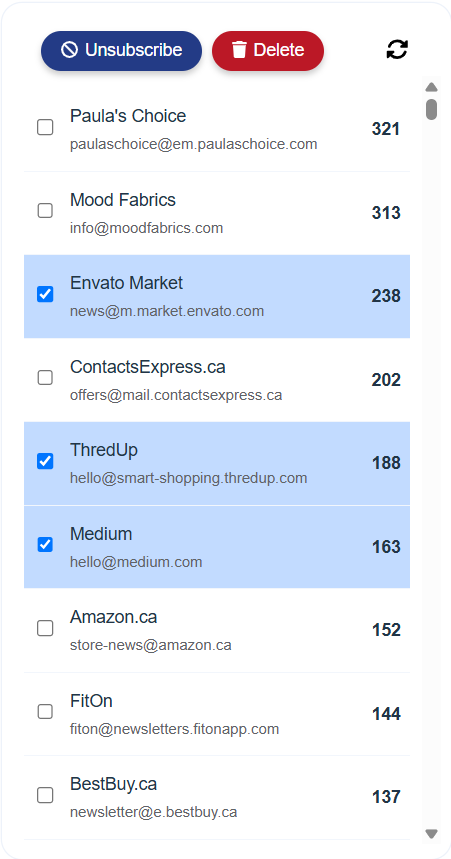 Unsubscribe
Delete
Paula's Choice
paulaschoice@em.paulaschoice.com
321
Mood Fabrics
info@moodfabrics.com
313
Envato Market
news@m.market.envato.com
238
ContactsExpress.ca
offers@mail.contactsexpress.ca
202
ThredUp
hello@smart-shopping.thredup.com
188
Medium
hello@medium.com
163
Amazon.ca
store-news@amazon.ca
152
FitOn
fiton@newsletters.fitonapp.com
144
BestBuy.ca
newsletter@e.bestbuy.ca
137